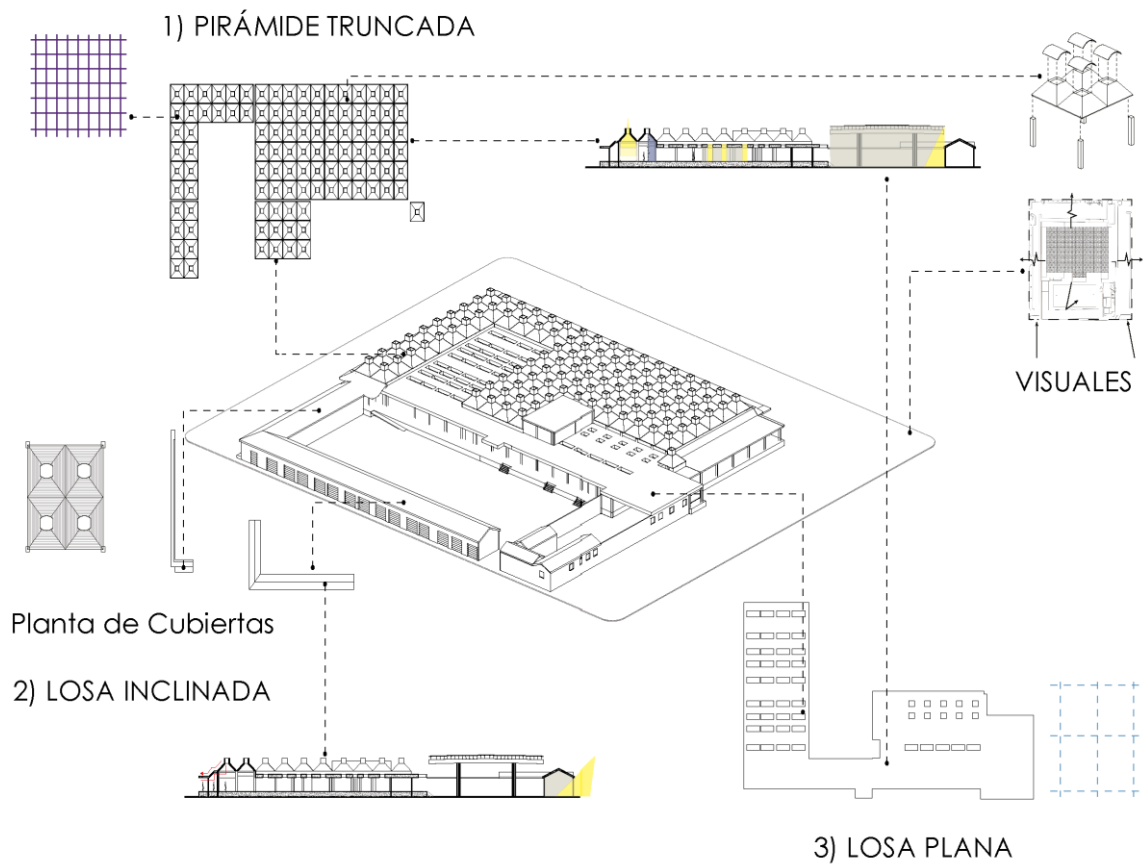 1) PIRÁMIDE TRUNCADA
VISUALES
Planta de Cubiertas
2) LOSA INCLINADA
3) LOSA PLANA